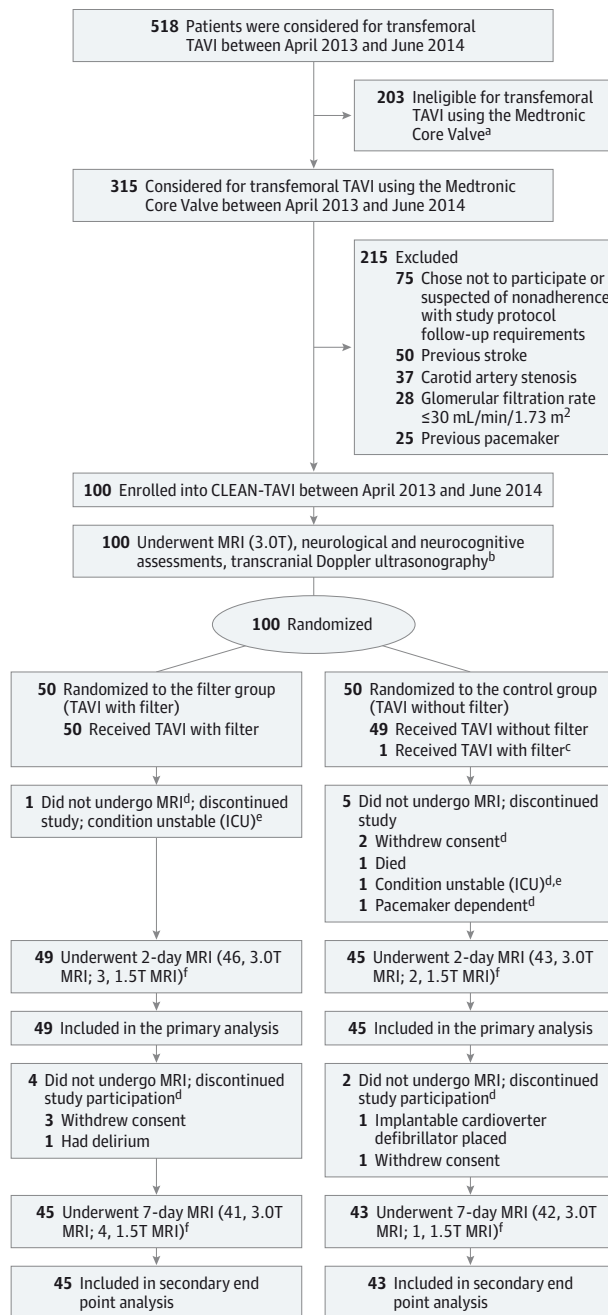 518 Patients were considered for transfemoral
TAVI between April 2013 and June 2014
203 Ineligible for transfemoral
TAVI using the Medtronic
Core Valveᵃ
315 Considered for transfemoral TAVI using the Medtronic
Core Valve between April 2013 and June 2014
215 Excluded
75 Chose not to participate or
suspected of nonadherence
with study protocol
follow-up requirements
50 Previous stroke
37 Carotid artery stenosis
28 Glomerular filtration rate
≤30 mL/min/1.73 m²
25 Previous pacemaker
100 Enrolled into CLEAN-TAVI between April 2013 and June 2014
100 Underwent MRI (3.0T), neurological and neurocognitive
assessments, transcranial Doppler ultrasonographyᵇ
100 Randomized
50 Randomized to the filter group
(TAVI with filter)
50 Received TAVI with filter
50 Randomized to the control group
(TAVI without filter)
49 Received TAVI without filter
1 Received TAVI with filterᶜ
1 Did not undergo MRIᵈ; discontinued
study; condition unstable (ICU)ᵉ
5 Did not undergo MRI; discontinued
study
2 Withdrew consentᵈ
1 Died
1 Condition unstable (ICU)ᵈ,ᵉ
1 Pacemaker dependentᵈ
49 Underwent 2-day MRI (46, 3.0T
MRI; 3, 1.5T MRI)ᶠ
45 Underwent 2-day MRI (43, 3.0T
MRI; 2, 1.5T MRI)ᶠ
49 Included in the primary analysis
45 Included in the primary analysis
4 Did not undergo MRI; discontinued
study participationᵈ
3 Withdrew consent
1 Had delirium
2 Did not undergo MRI; discontinued
study participationᵈ
1 Implantable cardioverter
defibrillator placed
1 Withdrew consent
45 Underwent 7-day MRI (41, 3.0T
MRI; 4, 1.5T MRI)ᶠ
43 Underwent 7-day MRI (42, 3.0T
MRI; 1, 1.5T MRI)ᶠ
45 Included in secondary end
point analysis
43 Included in secondary end
point analysis